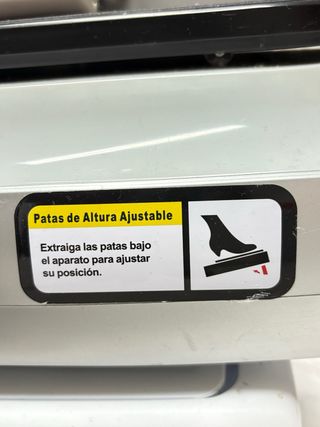 Patas de Altura Ajustable
Extraiga las patas bajo
el aparato para ajustar
su posición.